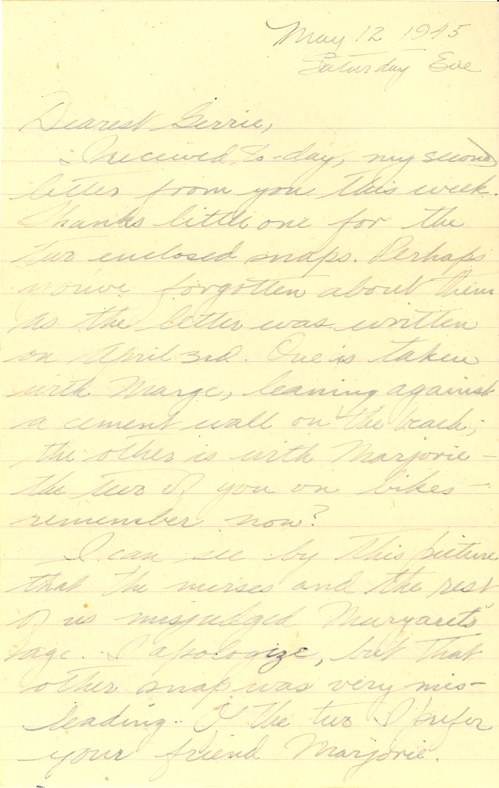 May 12 1945
Saturday Eve
Dearest Gerrie,
I received, to-day, my second
letter from you this week.
Thanks little one for the
two enclosed snaps. Perhaps
you've forgotten about them
as the letter was written
on April 3rd. One is taken
with Marge, leaning against
a cement wall on the beach;
the other is with Marjorie -
the two of you on bikes -
remember now?
I can see by this picture
that the nurses and the rest
of us misjudged Margaret's
age. I apologize, but that
other snap was very mis-
leading. Of the two I prefer
your friend Marjorie.